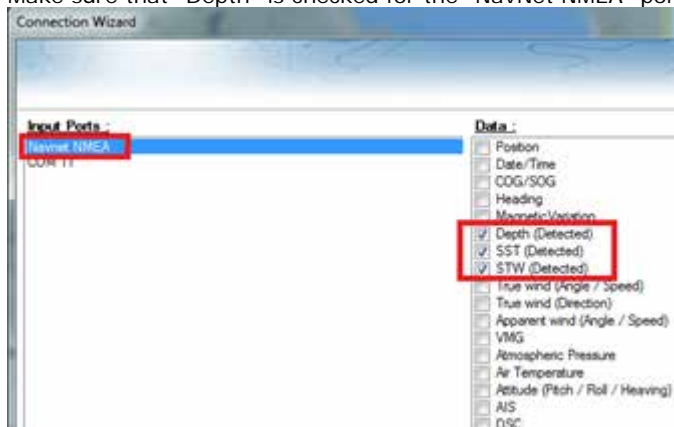 Make sure that "Depth" is checked for the "NavNet NMEA" por
Connection Wizard
Input Ports :
Navnet NMEA
COM 11
Data :
Position
Date/Time
COG/SOG
Heading
Magnetic Variation
Depth (Detected)
SST (Detected)
STW (Detected)
True wind (Angle / Speed)
True wind (Direction)
Apparent wind (Angle / Speed)
VMG
Atmospheric Pressure
Air Temperature
Attitude (Pitch / Roll / Heaving)
AIS
DSC